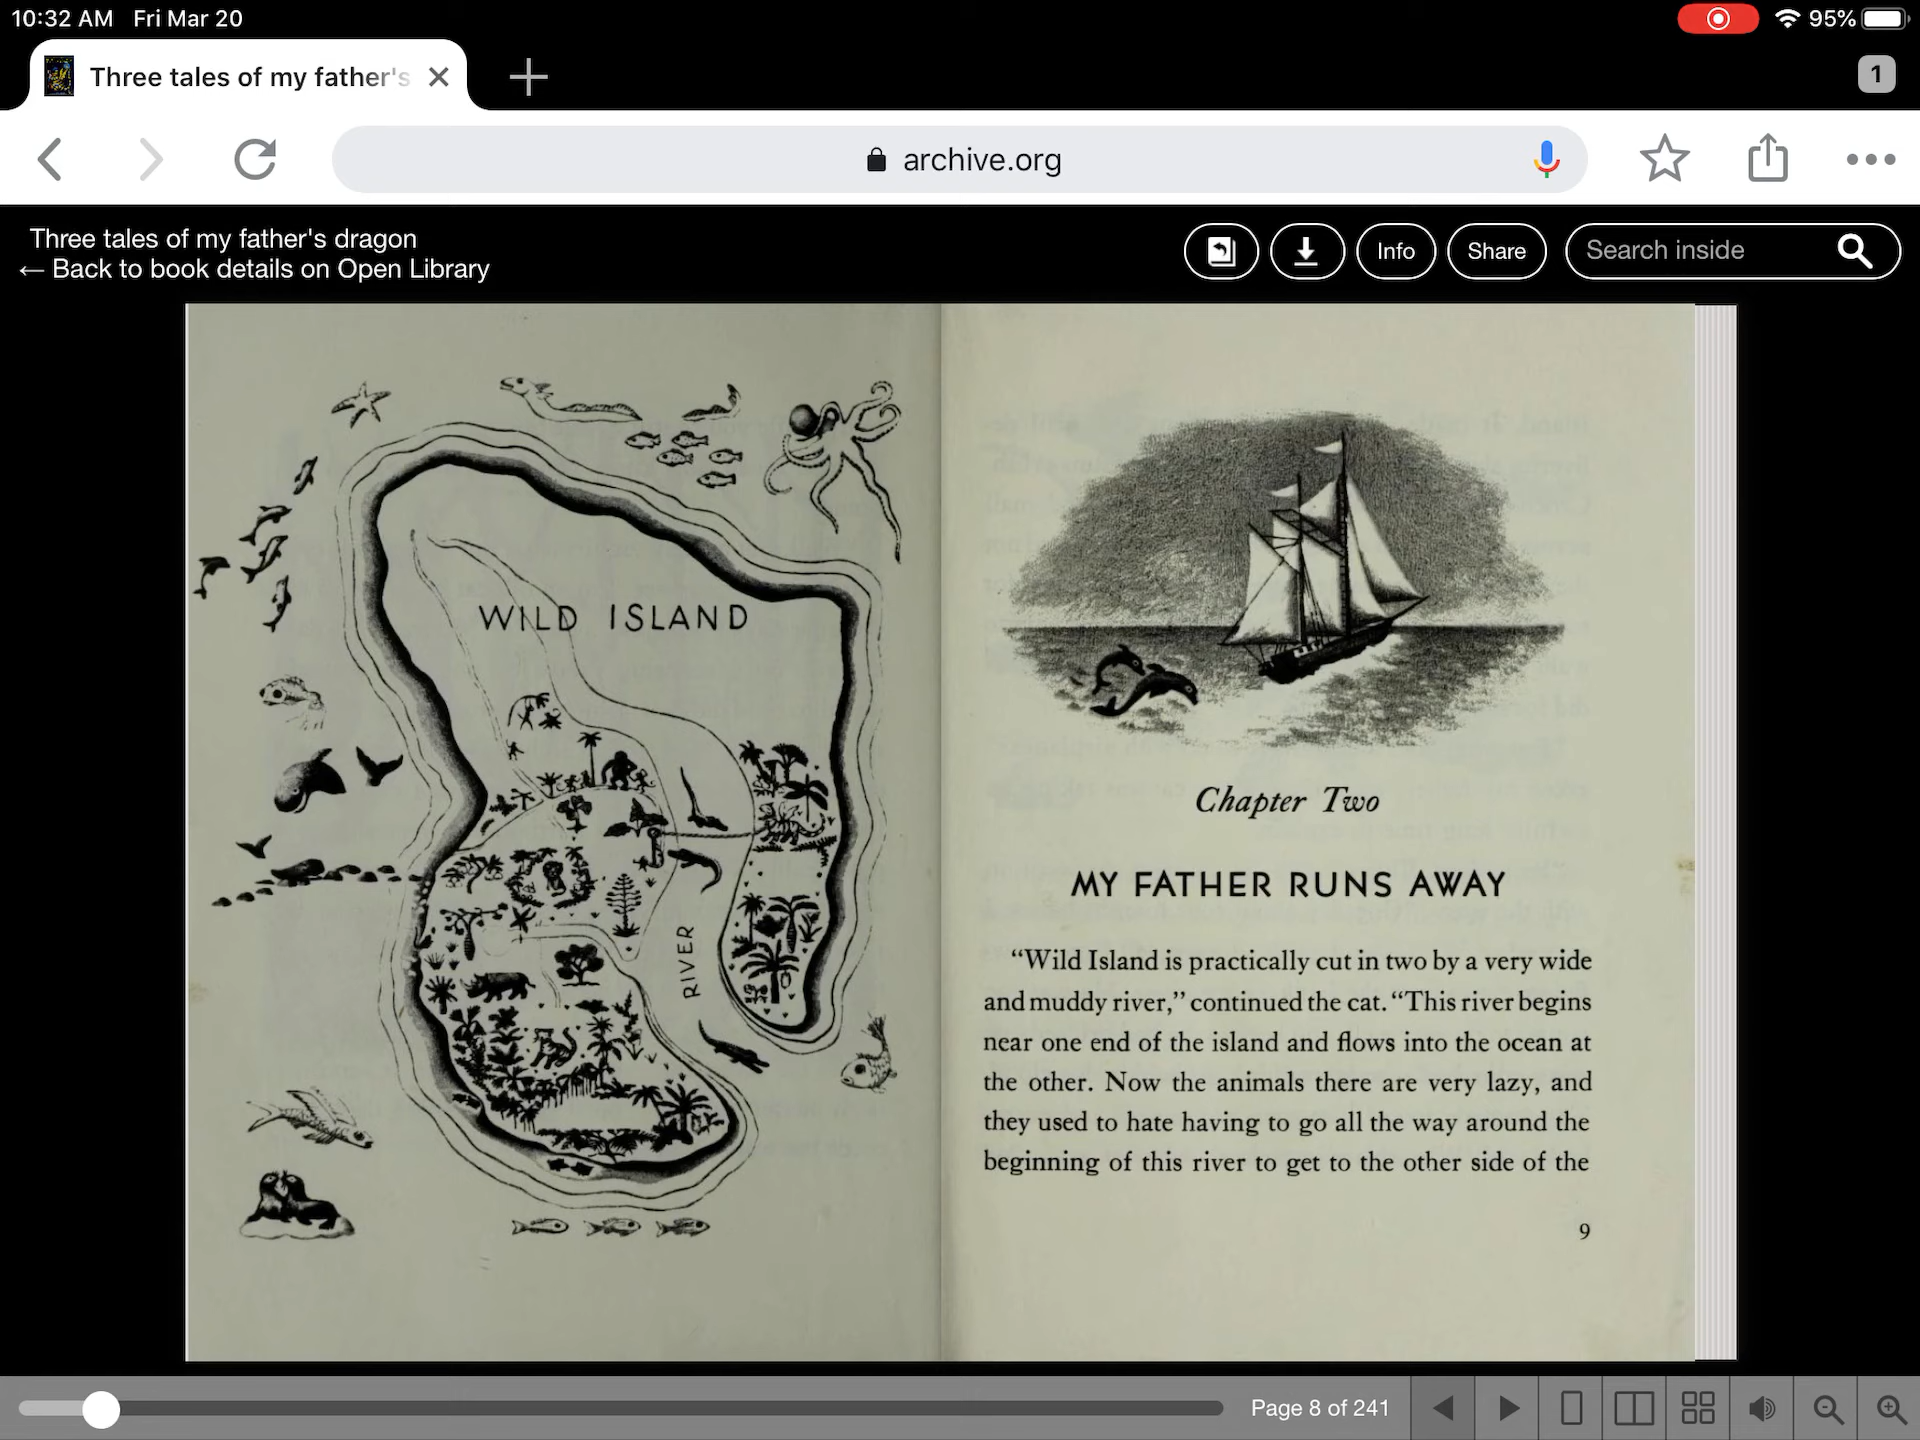 10:32 AM Fri Mar 20
95%
Three tales of my father's
1
archive.org
Three tales of my father's dragon
← Back to book details on Open Library
Info
Share
Search inside
WILD ISLAND
RIVER
Chapter Two
MY FATHER RUNS AWAY
“Wild Island is practically cut in two by a very wide
and muddy river,” continued the cat. “This river begins
near one end of the island and flows into the ocean at
the other. Now the animals there are very lazy, and
they used to hate having to go all the way around the
beginning of this river to get to the other side of the
9
Page 8 of 241